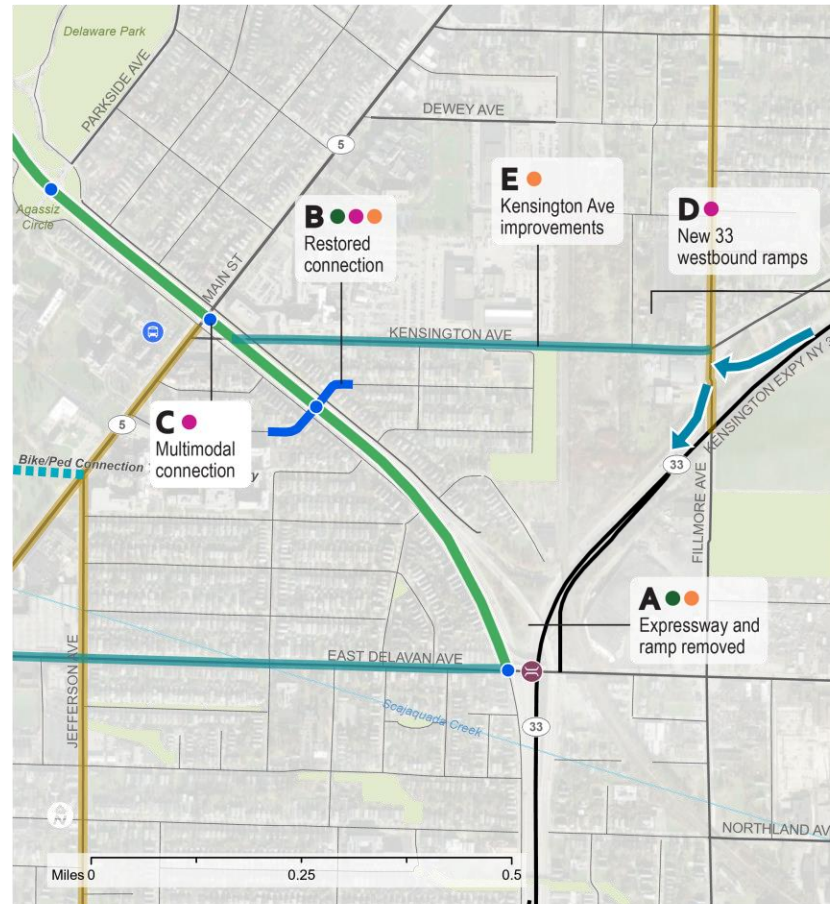 Delaware Park
PARKSIDE AVE
DEWEY AVE
5
E
Kensington Ave
improvements
B
Restored
connection
D
New 33
westbound ramps
Agassiz
Circle
MAIN ST
KENSINGTON AVE
KENSINGTON EXPY NY 3
C
Multimodal
connection
5
Bike/Ped Connection
y
33
FILLMORE AVE
A
Expressway and
ramp removed
EAST DELAVAN AVE
JEFFERSON AVE
Scajaquada Creek
33
NORTHLAND AV
Miles 0 0.25 0.5